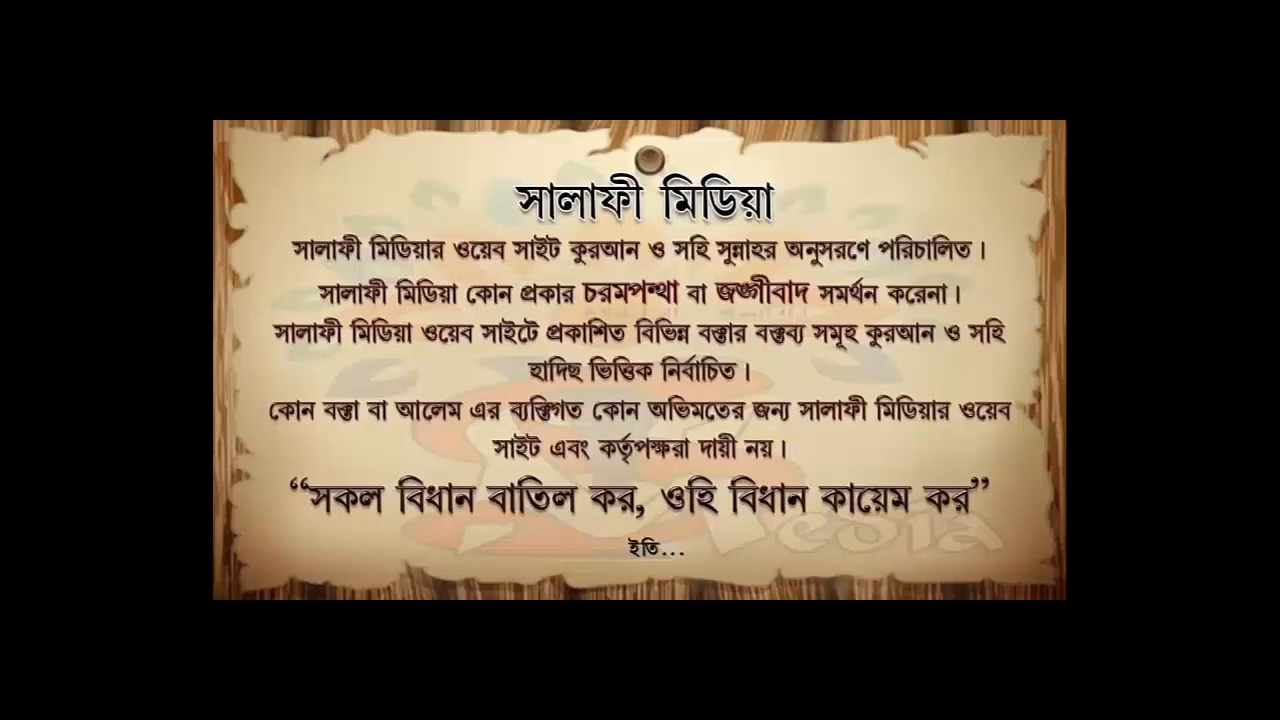 সালাফী মিডিয়া
সালাফী মিডিয়ার ওয়েব সাইট কুরআন ও সহি সুন্নাহর অনুসরণে পরিচালিত।
সালাফী মিডিয়া কোন প্রকার চরমপন্থা বা জঙ্গীবাদ সমর্থন করেনা।
সালাফী মিডিয়া ওয়েব সাইটে প্রকাশিত বিভিন্ন বক্তার বক্তব্য সমূহ কুরআন ও সহি
হাদিছ ভিত্তিক নির্বাচিত।
কোন বক্তা বা আলেম এর ব্যক্তিগত কোন অভিমতের জন্য সালাফী মিডিয়ার ওয়েব
সাইট এবং কর্তৃপক্ষরা দায়ী নয়।
“সকল বিধান বাতিল কর, ওহি বিধান কায়েম কর”
ইতি...